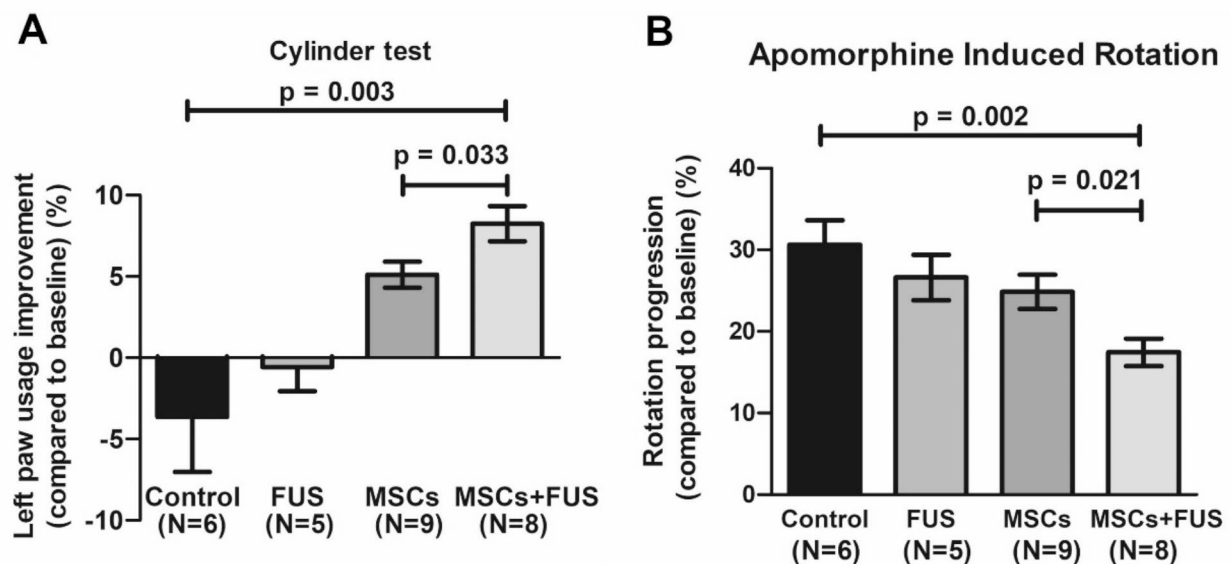 A
Cylinder test
p = 0.003
p = 0.033
Left paw usage improvement
(compared to baseline) (%)
10
5
0
-5
-10
Control FUS MSCs MSCs+FUS
(N=6) (N=5) (N=9) (N=8)
B
Apomorphine Induced Rotation
p = 0.002
p = 0.021
Rotation progression
(compared to baseline) (%)
40
30
20
10
0
Control FUS MSCs MSCs+FUS
(N=6) (N=5) (N=9) (N=8)